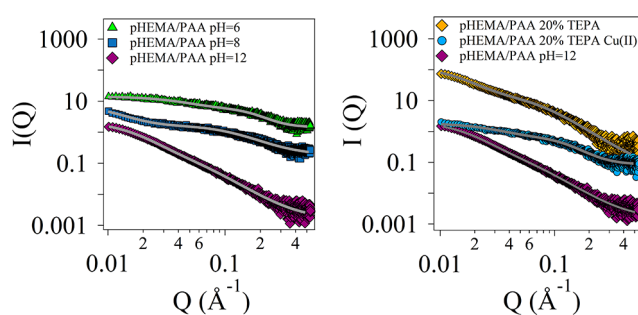 pHEMA/PAA pH=6
pHEMA/PAA pH=8
pHEMA/PAA pH=12
1000
10
0.1
0.001
I(Q)
0.01
2
4
6
0.1
2
4
Q (Å⁻¹)
pHEMA/PAA 20% TEPA
pHEMA/PAA 20% TEPA Cu(II)
pHEMA/PAA pH=12
1000
10
0.1
0.001
I (Q)
0.01
2
4
6
8
0.1
2
4
Q (Å⁻¹)